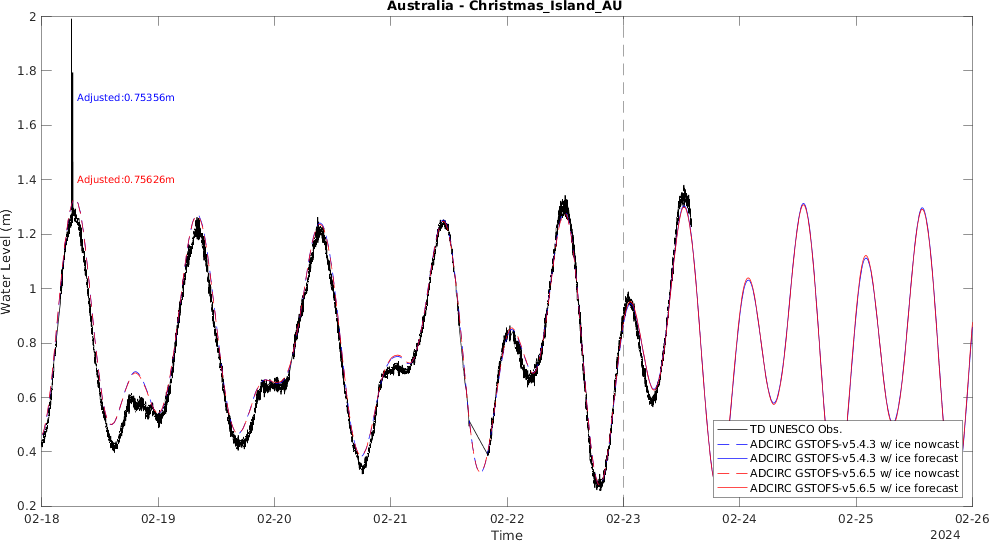 Australia - Christmas_Island_AU
2
1.8
1.6
1.4
1.2
1
0.8
0.6
0.4
0.2
Water Level (m)
Adjusted:0.75356m
Adjusted:0.75626m
TD UNESCO Obs.
ADCIRC GSTOFS-v5.4.3 w/ ice nowcast
ADCIRC GSTOFS-v5.4.3 w/ ice forecast
ADCIRC GSTOFS-v5.6.5 w/ ice nowcast
ADCIRC GSTOFS-v5.6.5 w/ ice forecast
02-18 02-19 02-20 02-21 02-22 02-23 02-24 02-25 02-26
Time
2024